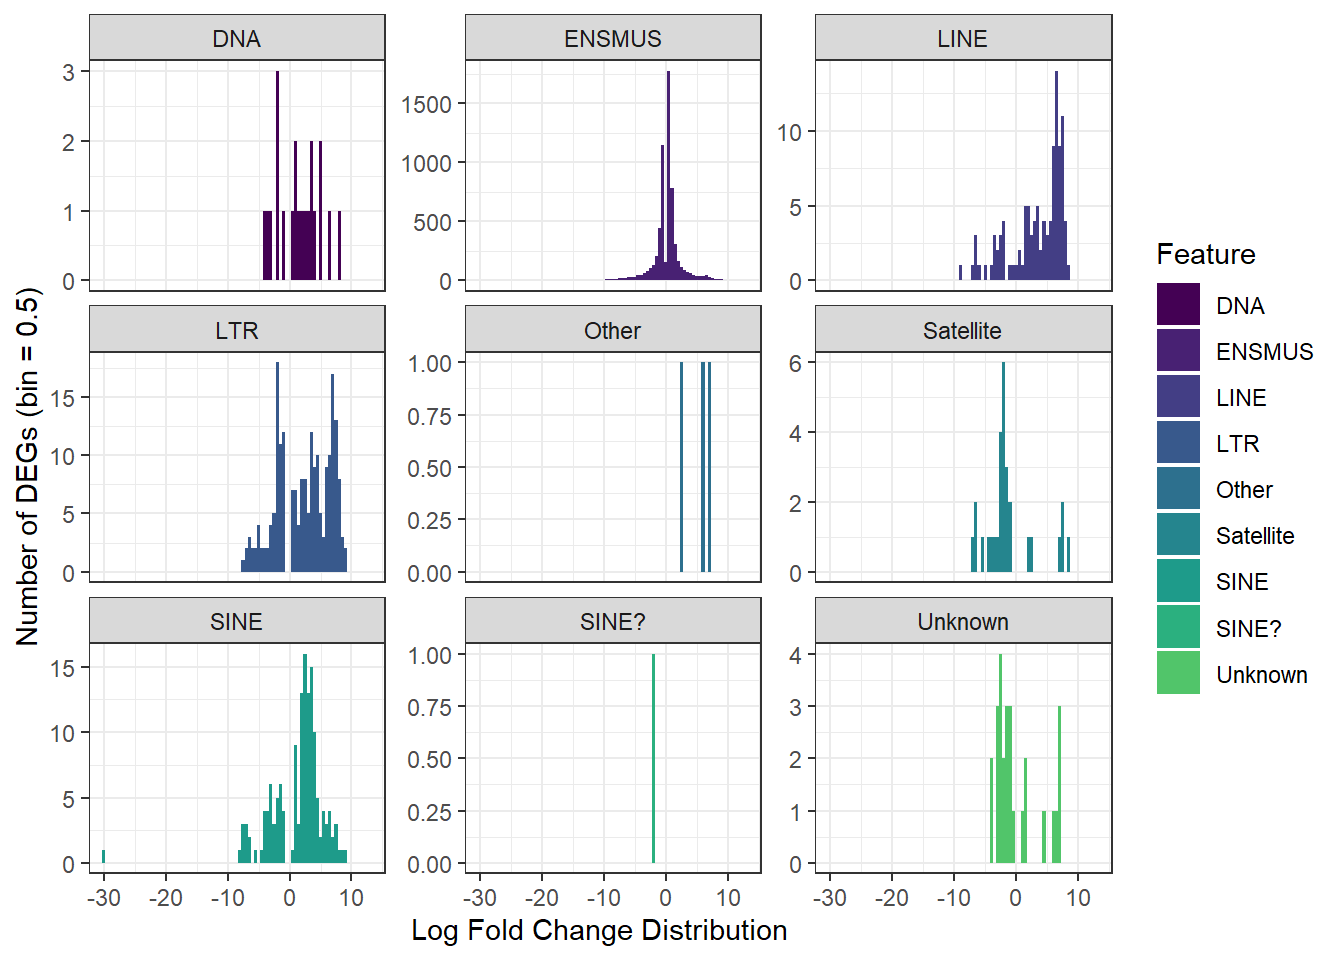 DNA
ENSMUS
LINE
3
2
1
0
1500
1000
500
0
10
5
0
LTR
Other
Satellite
15
10
5
0
1.00
0.75
0.50
0.25
0.00
6
4
2
0
SINE
SINE?
Unknown
15
10
5
0
1.00
0.75
0.50
0.25
0.00
4
3
2
1
0
-30 -20 -10 0 10
-30 -20 -10 0 10
-30 -20 -10 0 10
Log Fold Change Distribution
Number of DEGs (bin = 0.5)
Feature
DNA
ENSMUS
LINE
LTR
Other
Satellite
SINE
SINE?
Unknown